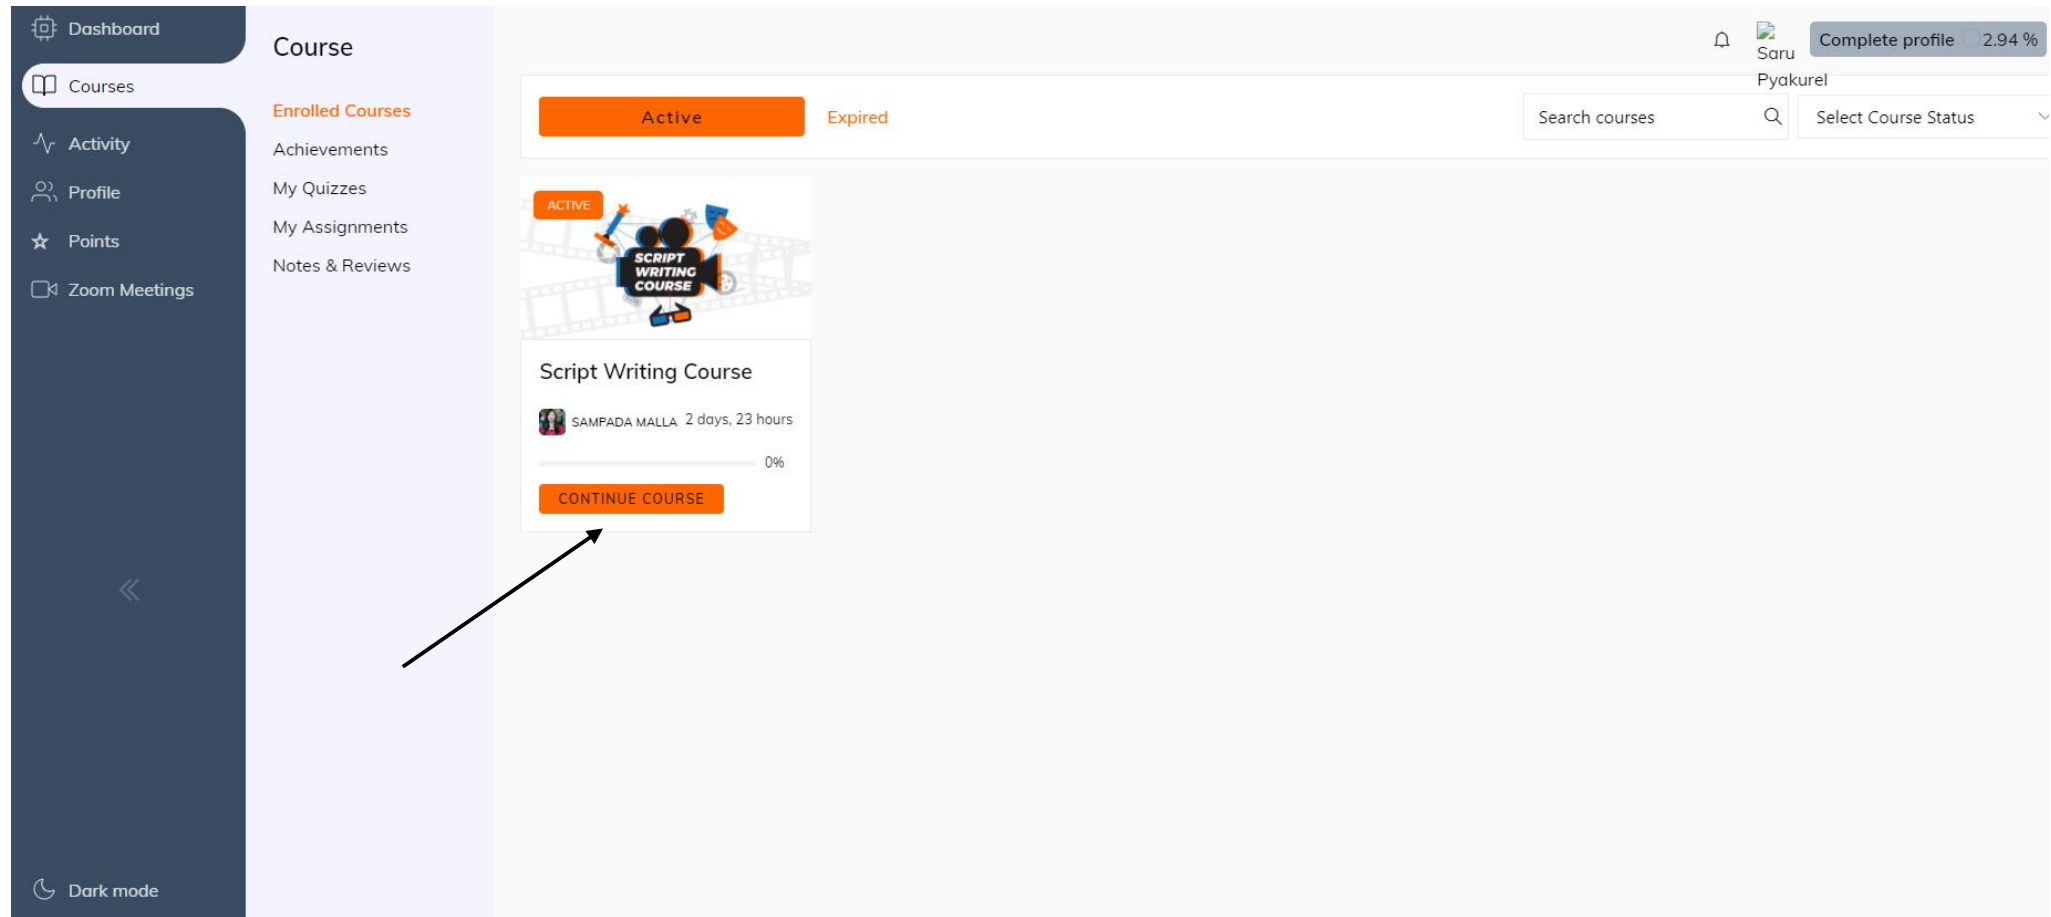 Dashboard
Courses
Activity
Profile
Points
Zoom Meetings
Dark mode
Course
Enrolled Courses
Achievements
My Quizzes
My Assignments
Notes & Reviews
Saru
Pyakurel
Complete profile 2.94 %
Active Expired
Search courses
Select Course Status
ACTIVE
SCRIPT
WRITING
COURSE
Script Writing Course
SAMPADA MALLA 2 days, 23 hours
0%
CONTINUE COURSE